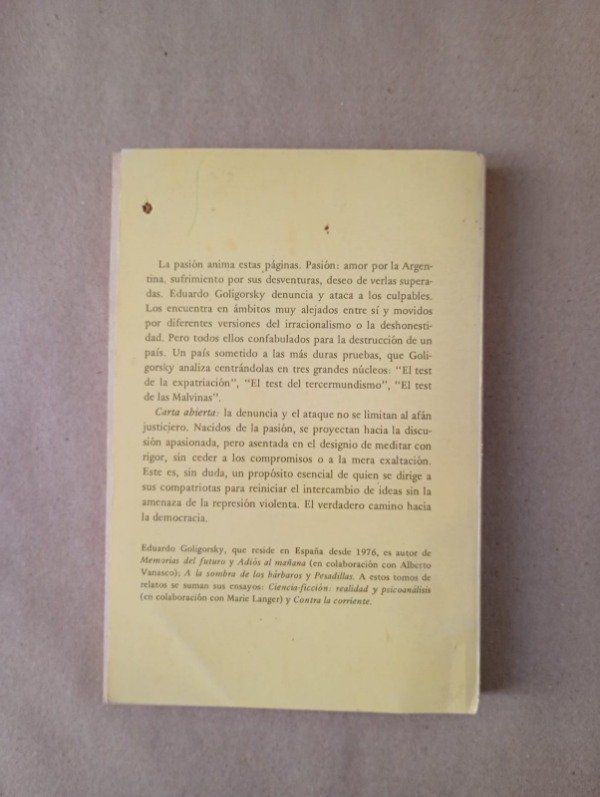 La pasión anima estas páginas. Pasión: amor por la Argen-
tina, sufrimiento por sus desventuras, deseo de verlas supera-
das. Eduardo Goligorsky denuncia y ataca a los culpables.
Los encuentra en ámbitos muy alejados entre sí y movidos
por diferentes versiones del irracionalismo o la deshonesti-
dad. Pero todos ellos confabulados para la destrucción de un
país. Un país sometido a las más duras pruebas, que Goli-
gorsky analiza centrándolas en tres grandes núcleos: "El test
de la expatriación", "El test del tercermundismo", "El test
de las Malvinas".
Carta abierta: la denuncia y el ataque no se limitan al afán
justiciero. Nacidos de la pasión, se proyectan hacia la discu-
sión apasionada, pero asentada en el designio de meditar con
rigor, sin ceder a los compromisos o a la mera exaltación.
Este es, sin duda, un propósito esencial de quien se dirige a
sus compatriotas para reiniciar el intercambio de ideas sin la
amenaza de la represión violenta. El verdadero camino hacia
la democracia.
Eduardo Goligorsky, que reside en España desde 1976, es autor de
Memorias del futuro y Adiós al mañana (en colaboración con Alberto
Vanasco); A la sombra de los bárbaros y Pesadillas. A estos tomos de
relatos se suman sus ensayos: Ciencia-ficción: realidad y psicoanálisis
(en colaboración con Marie Langer) y Contra la corriente.